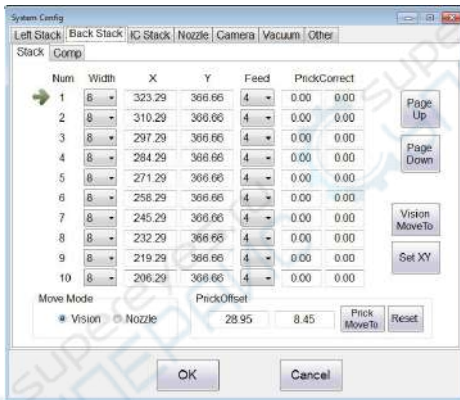 System Config
Left Stack Back Stack IC Stack Nozzle Camera Vacuum Other
Stack Comp
Num Width X Y Feed PrickCorrect
1 8 323.29 366.66 4 0.00 0.00
2 8 310.29 366.66 4 0.00 0.00
3 8 297.29 366.66 4 0.00 0.00
4 8 284.29 366.66 4 0.00 0.00
5 8 271.29 366.66 4 0.00 0.00
6 8 258.29 366.66 4 0.00 0.00
7 8 245.29 366.66 4 0.00 0.00
8 8 232.29 366.66 4 0.00 0.00
9 8 219.29 366.66 4 0.00 0.00
10 8 206.29 366.66 4 0.00 0.00
Page
Up
Page
Down
Vision
MoveTo
Set XY
Move Mode PrickOffset
Vision Nozzle 28.95 8.45 Prick
MoveTo Reset
OK Cancel